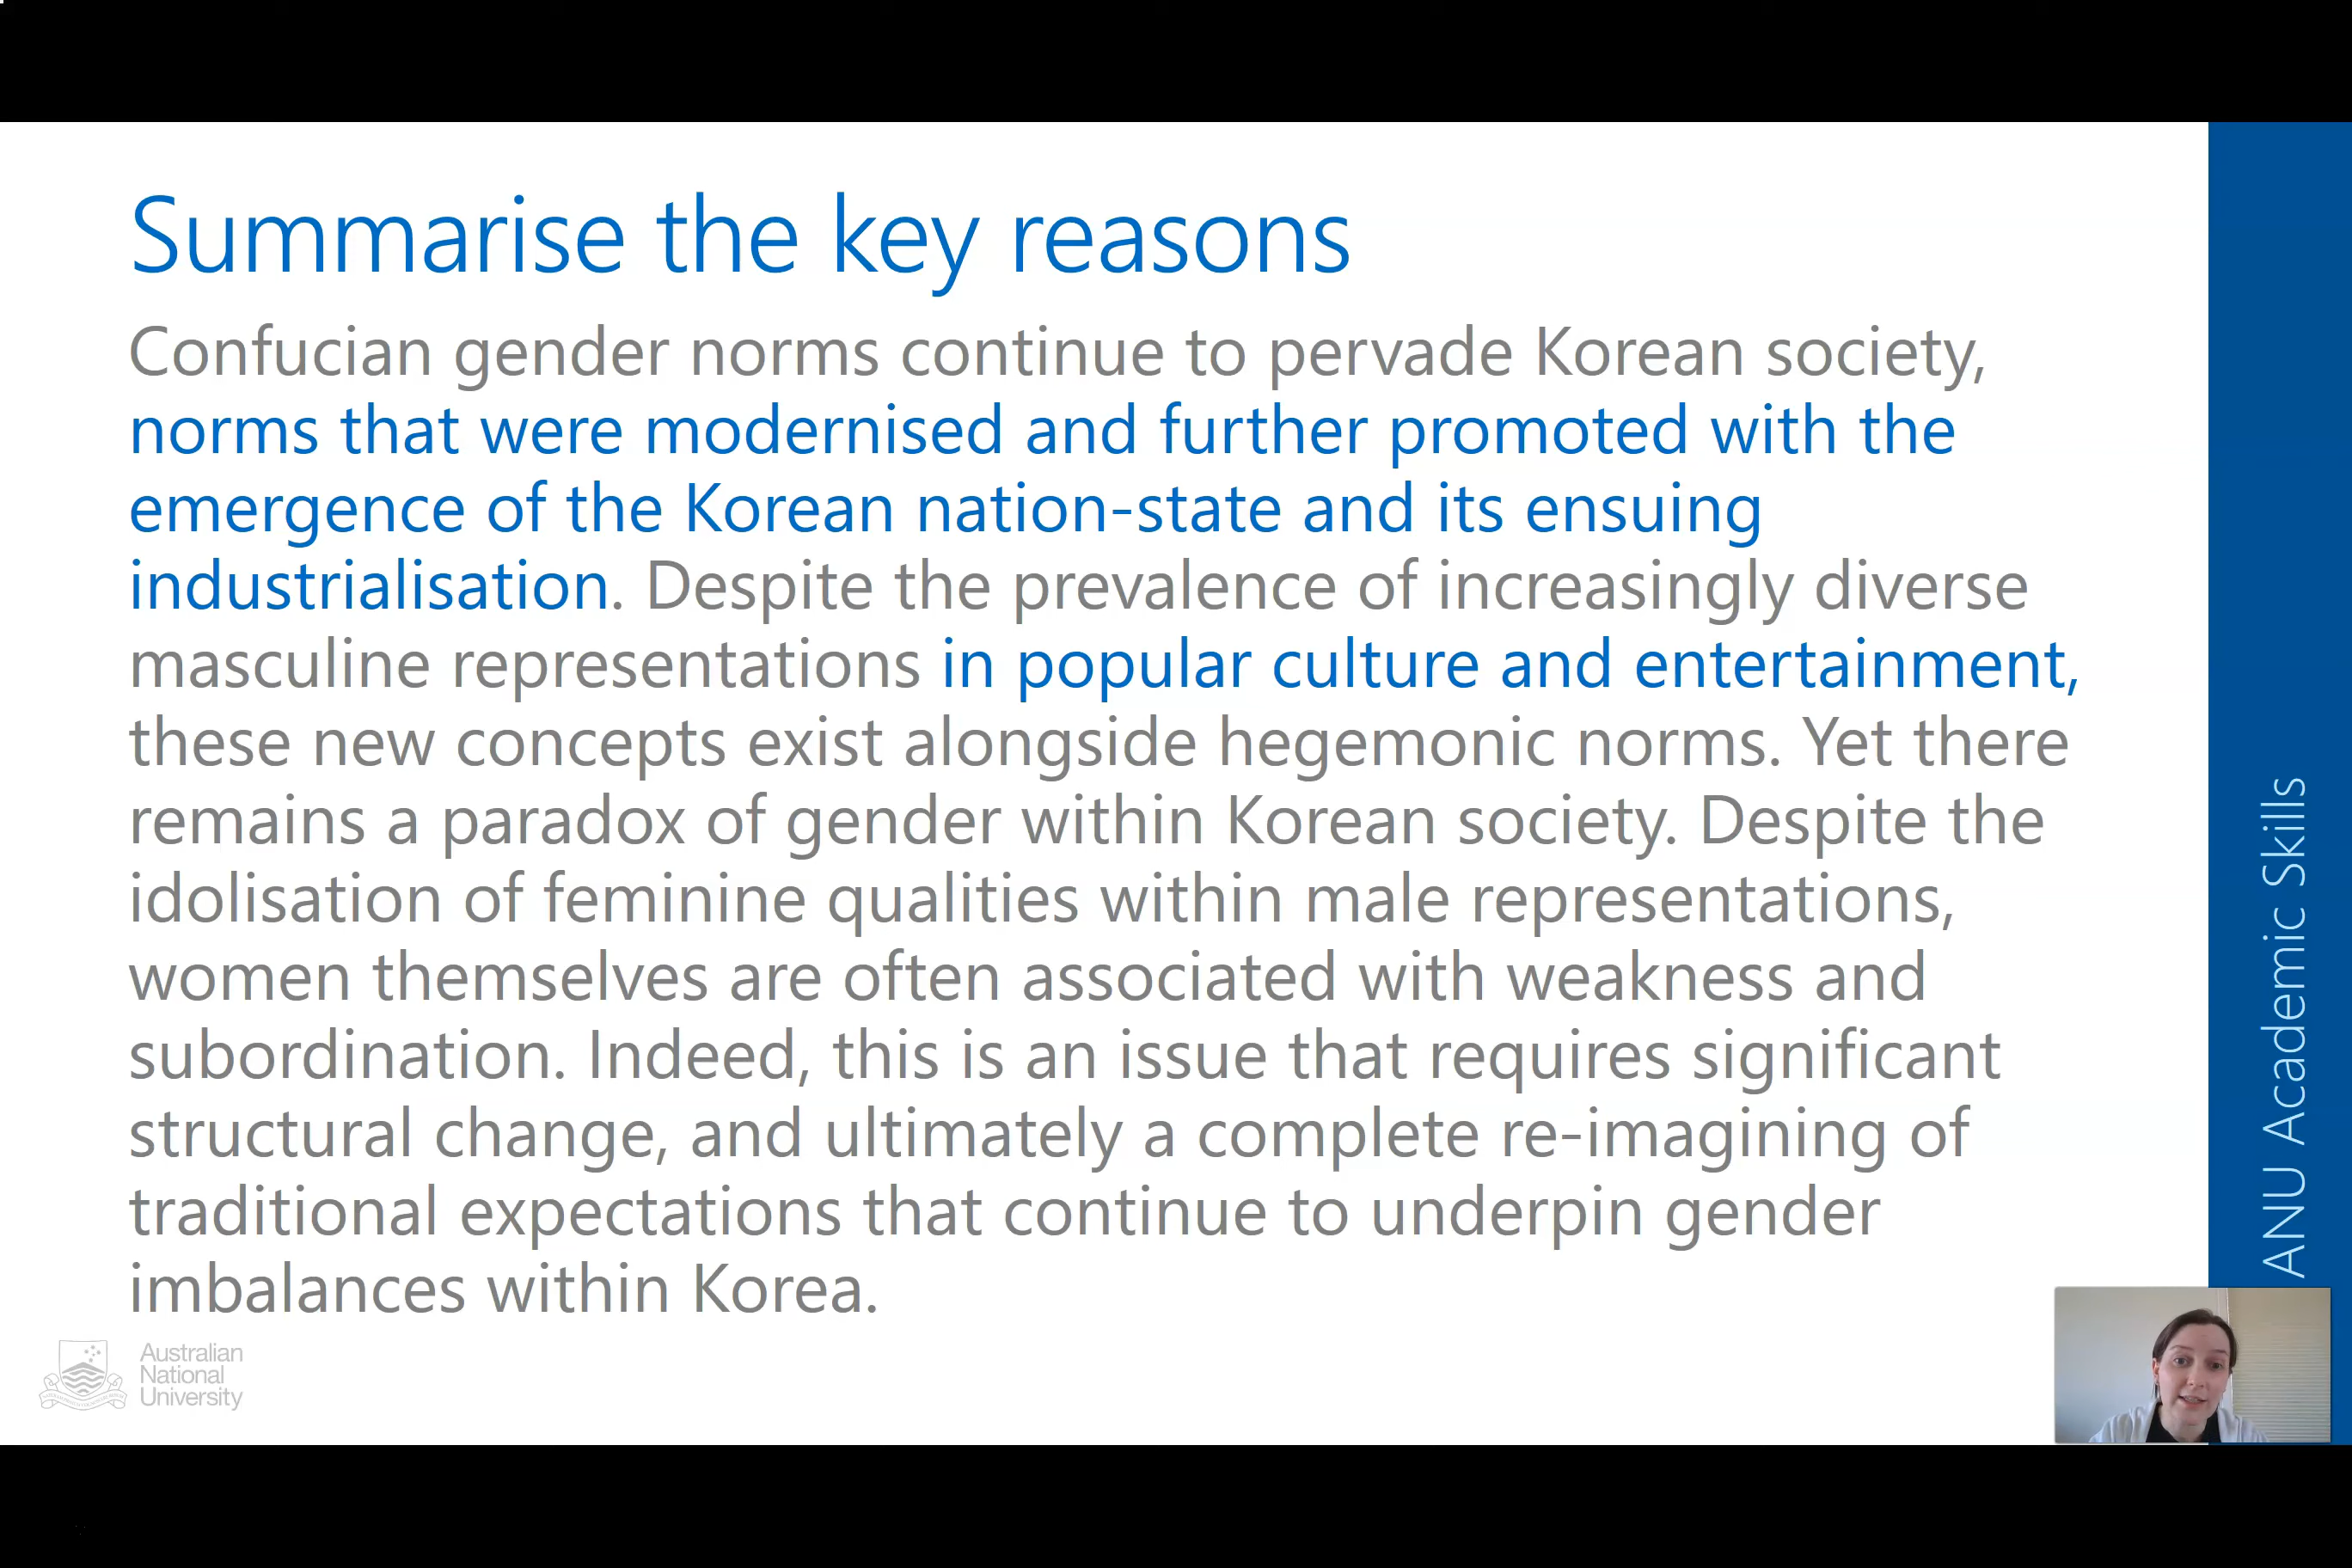 Summarise the key reasons
Confucian gender norms continue to pervade Korean society,
norms that were modernised and further promoted with the
emergence of the Korean nation-state and its ensuing
industrialisation. Despite the prevalence of increasingly diverse
masculine representations in popular culture and entertainment,
these new concepts exist alongside hegemonic norms. Yet there
remains a paradox of gender within Korean society. Despite the
idolisation of feminine qualities within male representations,
women themselves are often associated with weakness and
subordination. Indeed, this is an issue that requires significant
structural change, and ultimately a complete re-imagining of
traditional expectations that continue to underpin gender
imbalances within Korea.
Australian
National
University
ANU Academic Skills